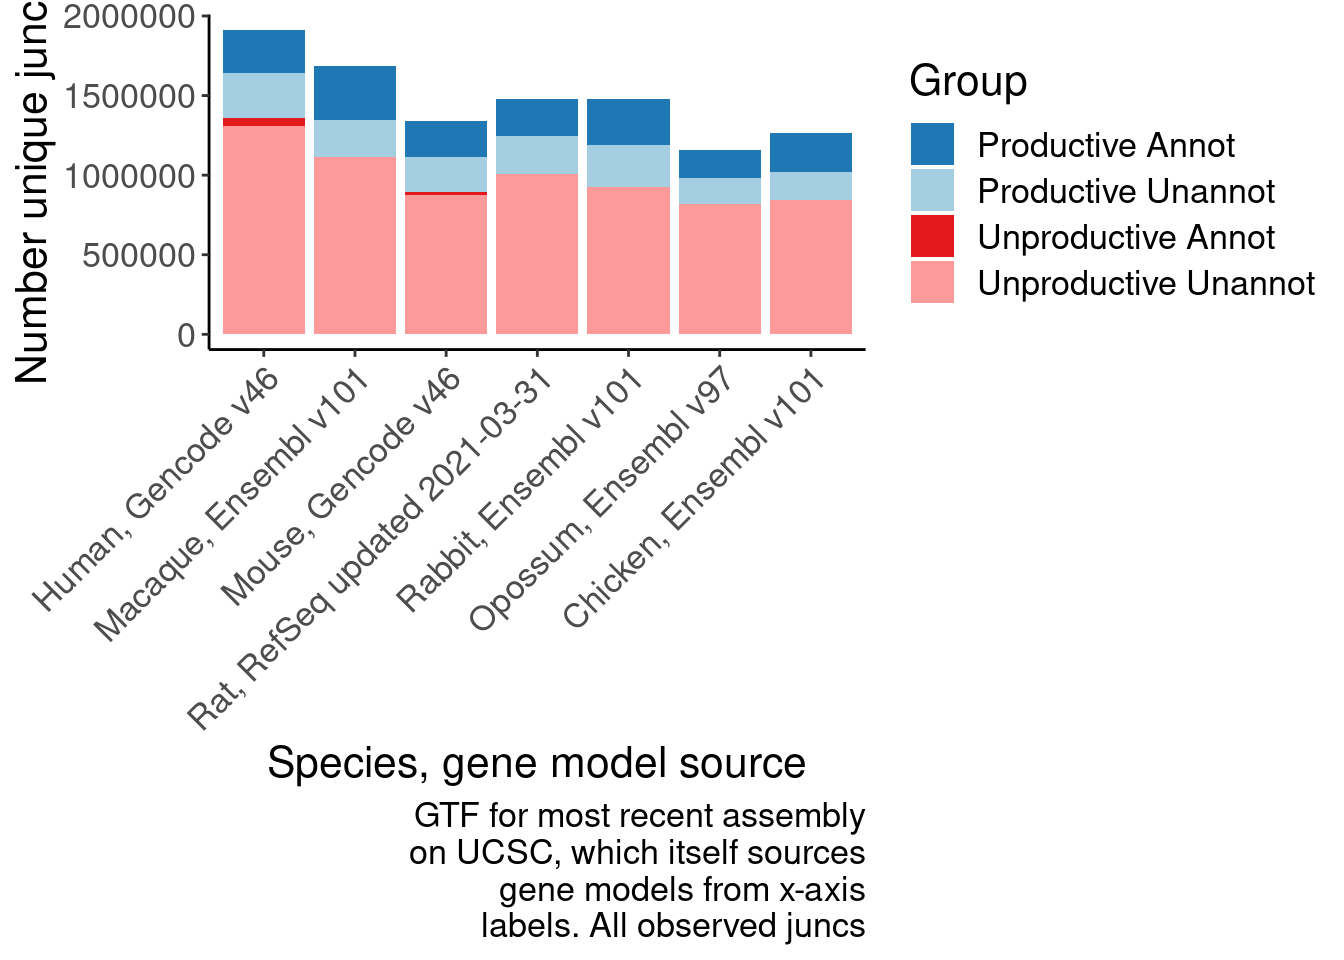 Number unique junc
2000000
1500000
1000000
500000
0
Group
Productive Annot
Productive Unannot
Unproductive Annot
Unproductive Unannot
Human, Gencode v46
Macaque, Ensembl v101
Mouse, Gencode v46
Rat, RefSeq updated 2021-03-31
Rabbit, Ensembl v101
Opossum, Ensembl v97
Chicken, Ensembl v101
Species, gene model source
GTF for most recent assembly
on UCSC, which itself sources
gene models from x-axis
labels. All observed juncs